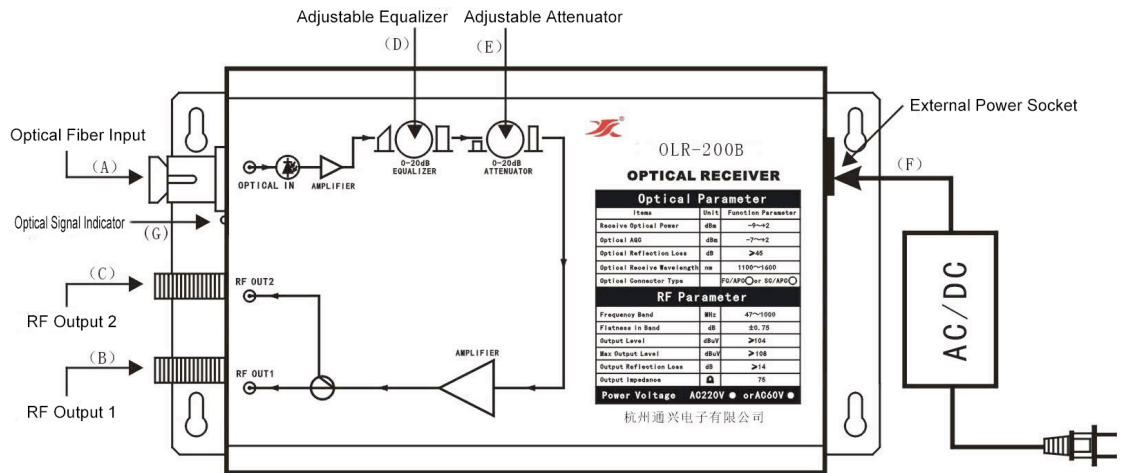 Adjustable Equalizer
Adjustable Attenuator
(D)
(E)
External Power Socket
Optical Fiber Input
(A)
Optical Signal Indicator
(G)
(C)
RF Output 2
(B)
RF Output 1
OPTICAL IN
AMPLIFIER
0-20dB
EQUALIZER
0-20dB
ATTENUATOR
RF OUT2
RF OUT1
AMPLIFIER
OLR-200B
OPTICAL RECEIVER
Optical Parameter
Items Unit Function Parameter
Receive Optical Power dBm -9~+2
Optical AGC dBm -7~+2
Optical Reflection Loss dB ≥45
Optical Receive Wavelength nm 1100~1600
Optical Connector Type FC/APC○or SC/APC○
RF Parameter
Frequency Band MHz 47~1000
Flatness in Band dB ±0.75
Output Level dBuV ≥104
Max Output Level dBuV ≥108
Output Reflection Loss dB ≥14
Output Impedance Ω 75
Power Voltage AC220V ● orAC60V ●
杭州通兴电子有限公司
(F)
AC/DC